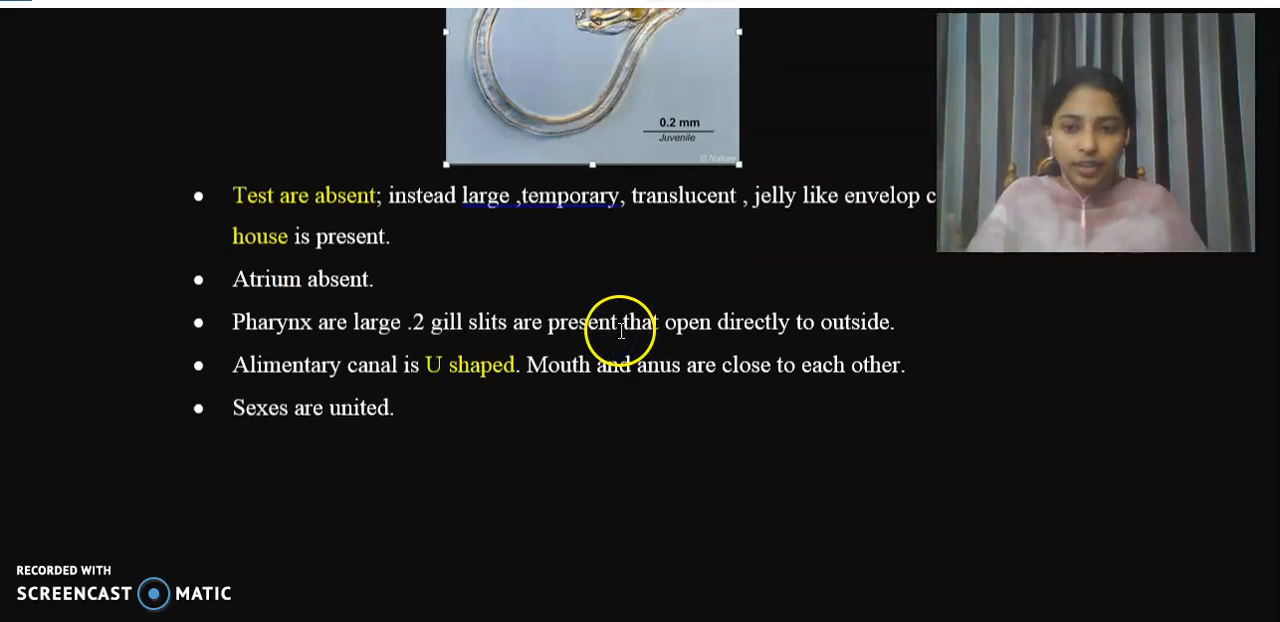 0.2 mm
Juvenile
© Nature
• Test are absent; instead large ,temporary, translucent , jelly like envelop c
house is present.
• Atrium absent.
• Pharynx are large .2 gill slits are present that open directly to outside.
• Alimentary canal is U shaped. Mouth and anus are close to each other.
• Sexes are united.
RECORDED WITH
SCREENCAST MATIC